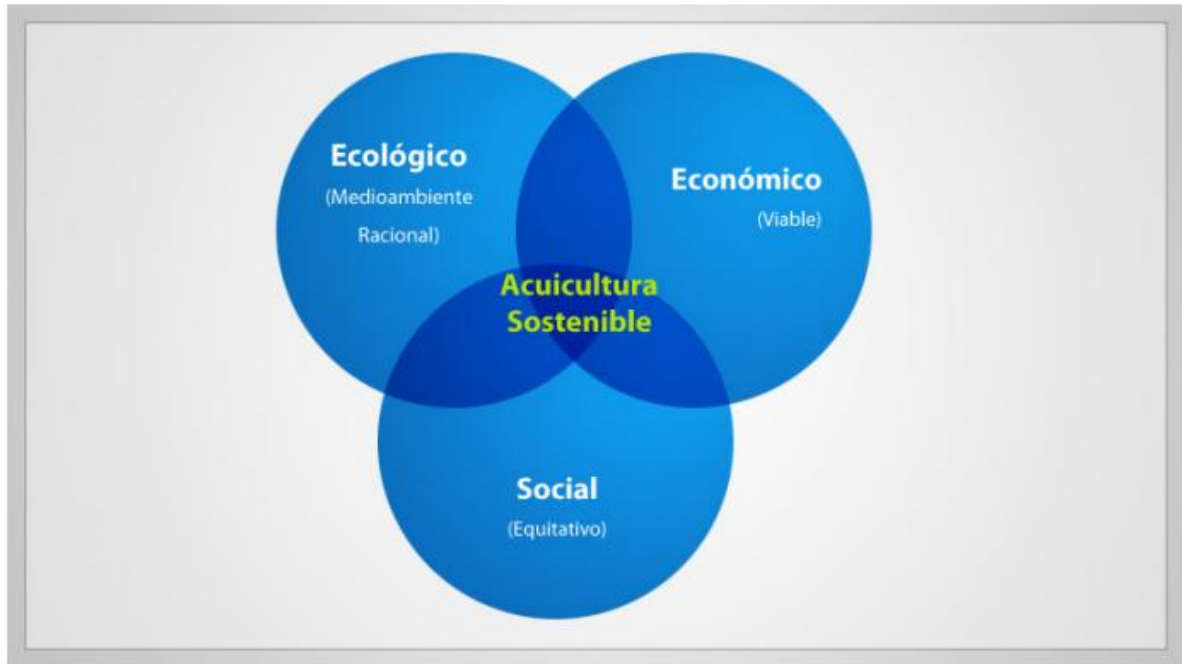 Ecológico
(Medioambiente
Racional)
Económico
(Viable)
Acuicultura
Sostenible
Social
(Equitativo)